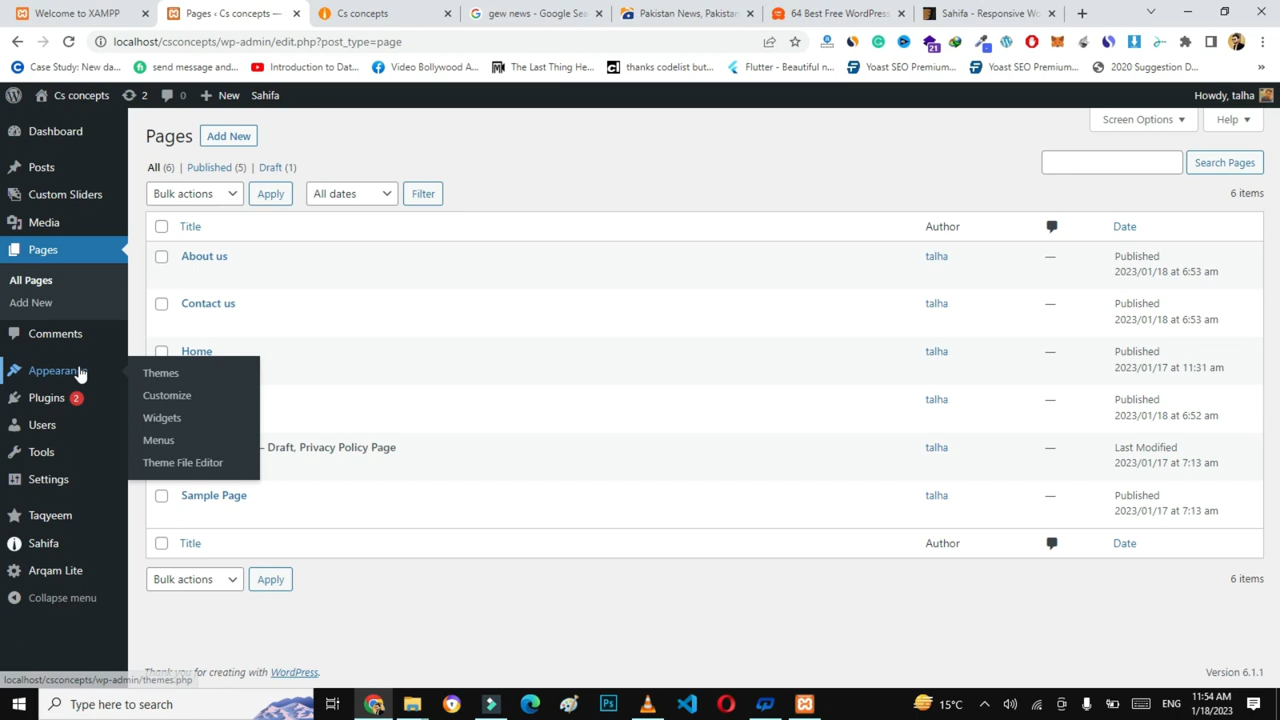 Welcome to XAMPP
Pages ‹ Cs concepts —
Cs concepts
gew news - Google Sea
Pakistan News, Pakistan
64 Best Free WordPress
Sahifa - Responsive Wo
localhost/csconcepts/wp-admin/edit.php?post_type=page
21
Case Study: New da...
send message and...
Introduction to Dat...
Video Bollywood A...
The Last Thing He...
thanks codelist but...
Flutter - Beautiful n...
Yoast SEO Premium...
Yoast SEO Premium...
2020 Suggestion D...
Cs concepts
2
0
New
Sahifa
Howdy, talha
Dashboard
Posts
Custom Sliders
Media
Pages
All Pages
Add New
Comments
Appearan
Plugins 2
Users
Tools
Settings
Taqyeem
Sahifa
Arqam Lite
Collapse menu
Themes
Customize
Widgets
Menus
Theme File Editor
Pages
Add New
Screen Options
Help
All (6) | Published (5) | Draft (1)
Search Pages
Bulk actions
Apply
All dates
Filter
6 items
Title
Author
Date
About us
talha
—
Published
2023/01/18 at 6:53 am
Contact us
talha
—
Published
2023/01/18 at 6:53 am
Home
talha
—
Published
2023/01/17 at 11:31 am
talha
—
Published
2023/01/18 at 6:52 am
— Draft, Privacy Policy Page
talha
—
Last Modified
2023/01/17 at 7:13 am
Sample Page
talha
—
Published
2023/01/17 at 7:13 am
Title
Author
Date
Bulk actions
Apply
6 items
Thank you for creating with WordPress.
Version 6.1.1
localhost/csconcepts/wp-admin/themes.php
Type here to search
Ps
15°C
ENG
11:54 AM
1/18/2023